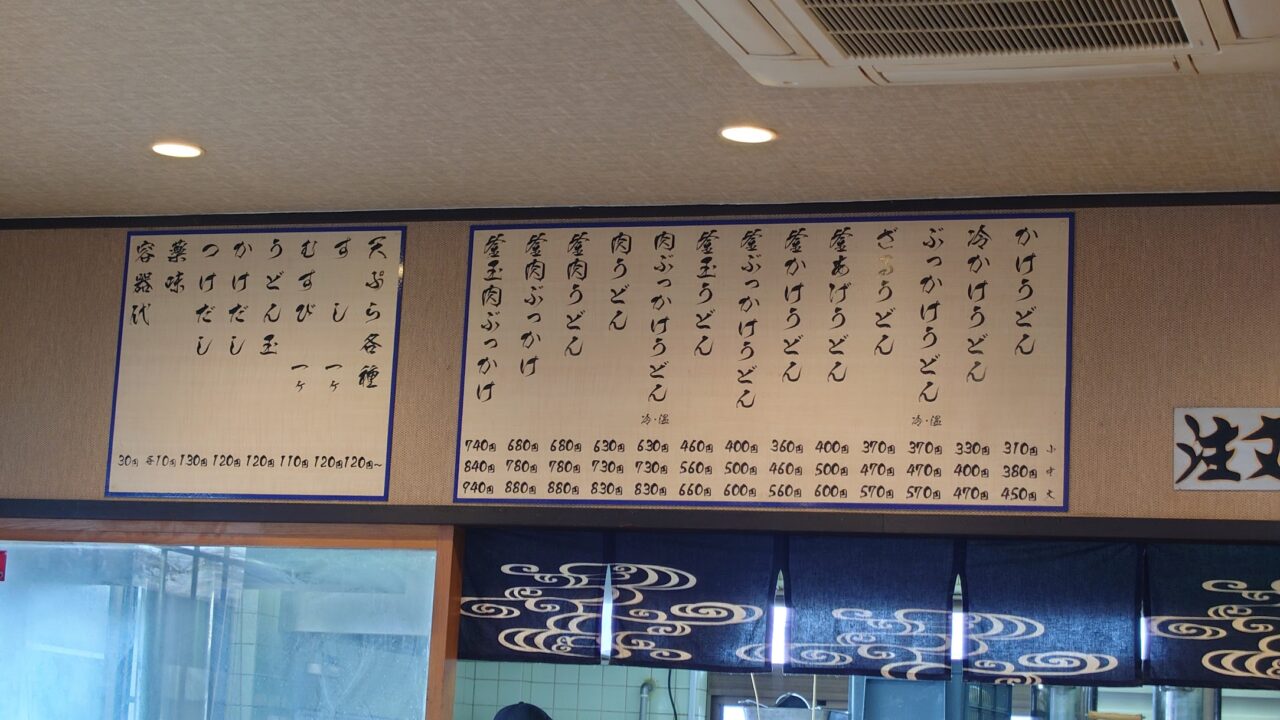 かけうどん
310円
380円
450円
冷かけうどん
330円
400円
470円
ぶっかけうどん
冷・温
370円
470円
570円
ざるうどん
370円
470円
570円
釜あげうどん
400円
500円
600円
釜かけうどん
360円
460円
560円
釜ぶっかけうどん
400円
500円
600円
釜玉うどん
460円
560円
660円
肉ぶっかけうどん
冷・温
630円
730円
830円
肉うどん
630円
730円
830円
釜肉うどん
680円
780円
880円
釜肉ぶっかけ
680円
780円
880円
釜玉肉ぶっかけ
740円
840円
940円
小
中
大
天ぷら各種
120円~
すし 一ヶ
120円
むすび 一ヶ
110円
うどん玉
120円
かけだし
120円
つけだし
130円
薬味
各10円
容器代
30円
注文